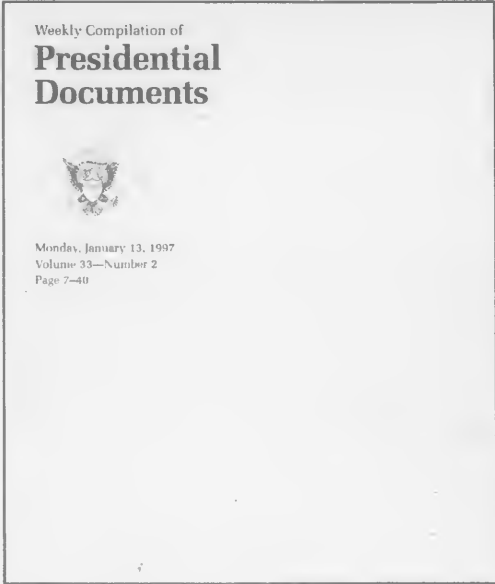 Weekly Compilation of
Presidential
Documents
Monday, January 13, 1997
Volume 33—Number 2
Page 7–40